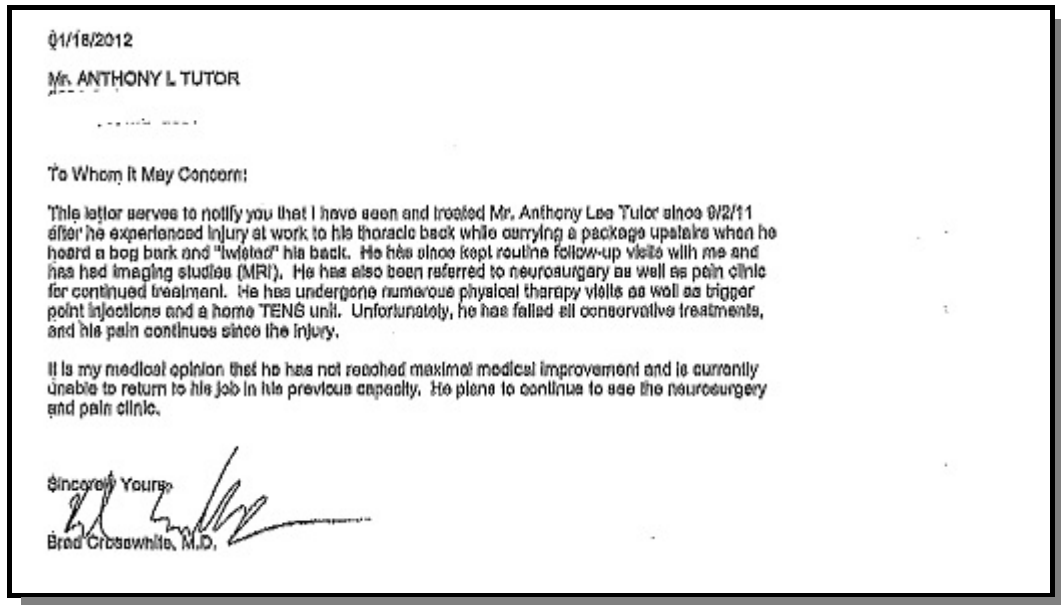 01/18/2012
Mr. ANTHONY L TUTOR
To Whom It May Concern:
This letter serves to notify you that I have seen and treated Mr. Anthony Lee Tutor since 9/2/11
after he experienced injury at work to his thoracic back while carrying a package upstairs when he
heard a bog bark and "twisted" his back. He has since kept routine follow-up visits with me and
has had imaging studies (MRI). He has also been referred to neurosurgery as well as pain clinic
for continued treatment. He has undergone numerous physical therapy visits as well as trigger
point injections and a home TENS unit. Unfortunately, he has failed all conservative treatments,
and his pain continues since the injury.
It is my medical opinion that he has not reached maximal medical improvement and is currently
unable to return to his job in his previous capacity. He plans to continue to see the neurosurgery
and pain clinic.
Sincerely Yours,
Brad Crosswhite, M.D.